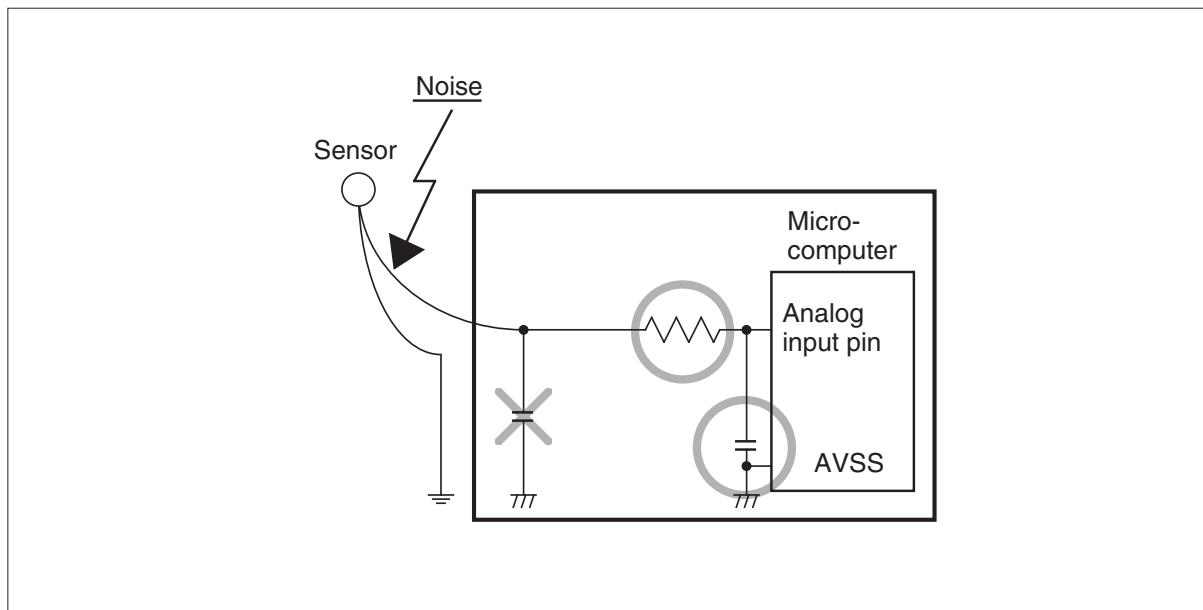 Noise
Sensor
Micro-
computer
Analog
input pin
AVSS